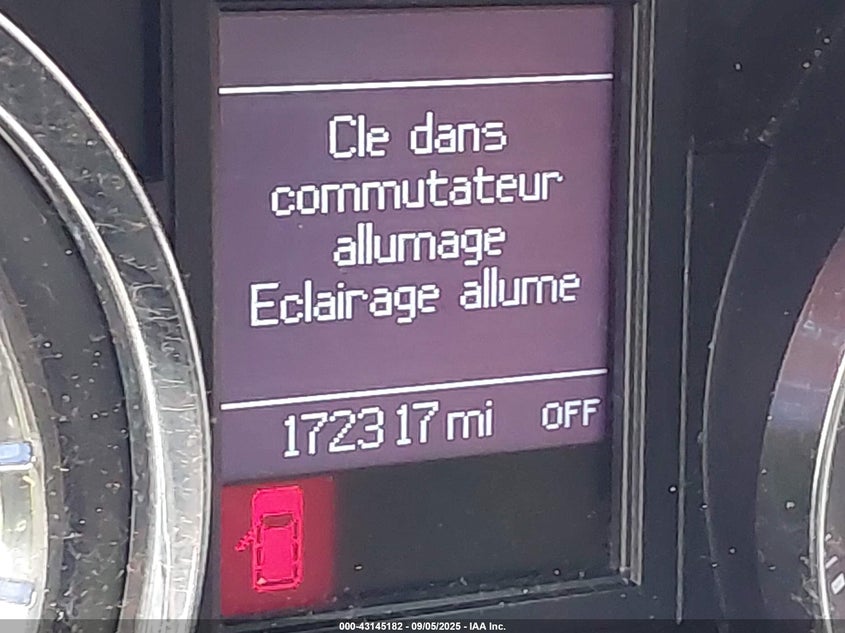 Cle dans
commutateur
allumage
Eclairage allume
172317 mi OFF
000-43145182 - 09/05/2025 - IAA Inc.